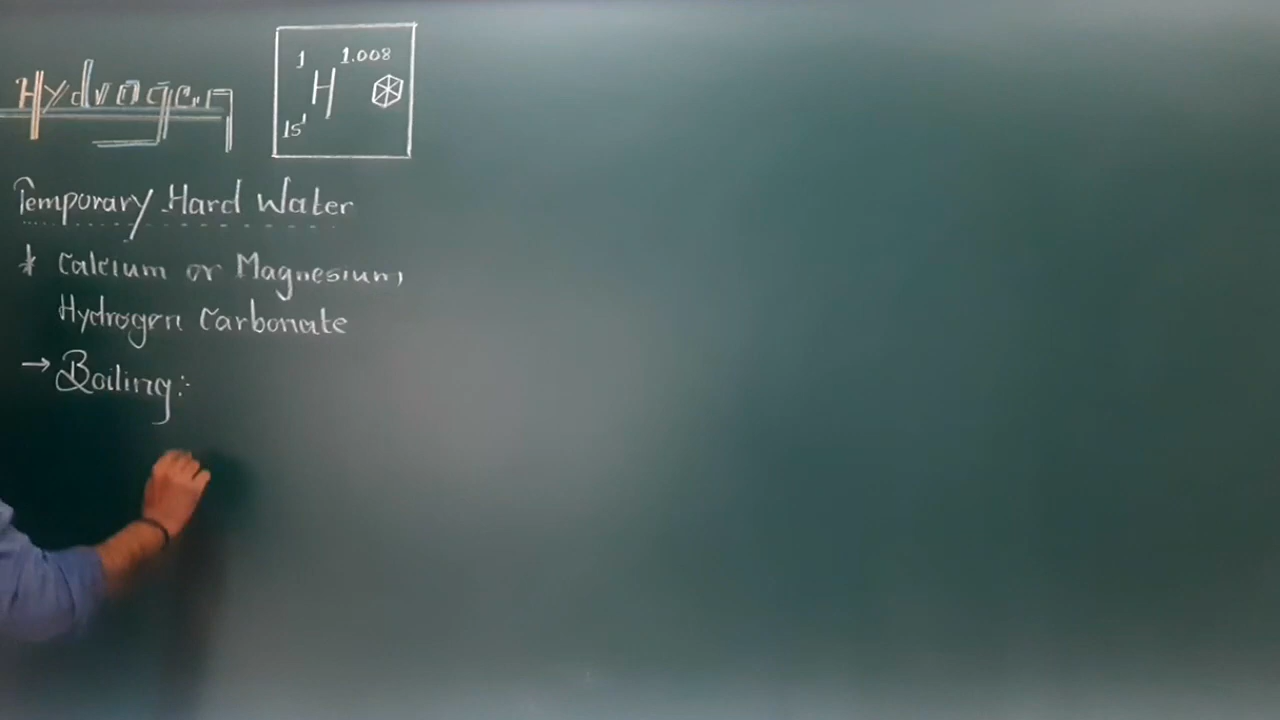 Hydrogen
1 1.008
H
1s¹
Temporary Hard Water
* Calcium or Magnesium,
Hydrogen Carbonate
→ Boiling:-